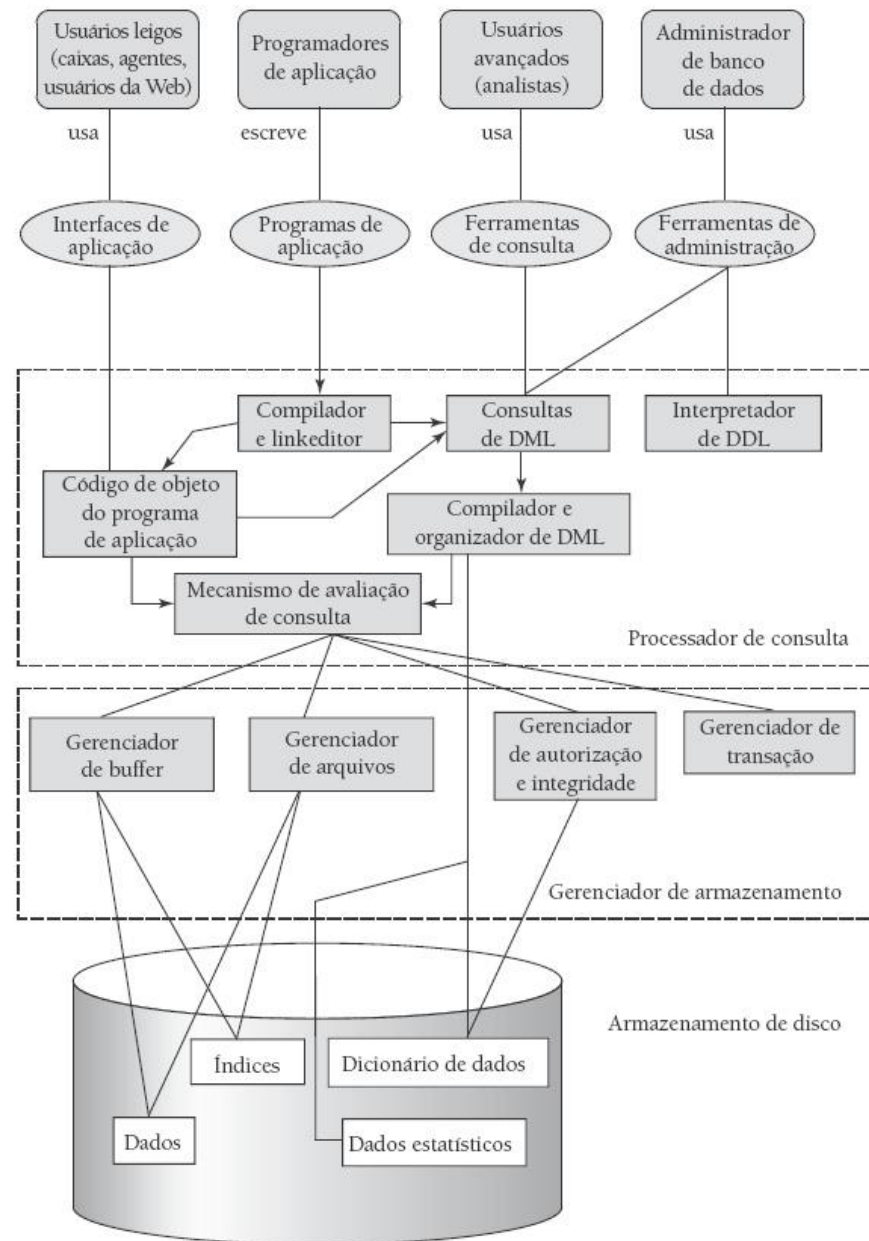 Usuários leigos
(caixas, agentes,
usuários da Web)
Programadores
de aplicação
Usuários
avançados
(analistas)
Administrador
de banco
de dados
usa
escreve
usa
usa
Interfaces de
aplicação
Programas de
aplicação
Ferramentas
de consulta
Ferramentas de
administração
Compilador
e linkeditor
Consultas
de DML
Interpretador
de DDL
Código de objeto
do programa
de aplicação
Compilador e
organizador de DML
Mecanismo de avaliação
de consulta
Processador de consulta
Gerenciador
de buffer
Gerenciador
de arquivos
Gerenciador
de autorização
e integridade
Gerenciador de
transação
Gerenciador de armazenamento
Armazenamento de disco
Índices
Dicionário de dados
Dados
Dados estatísticos